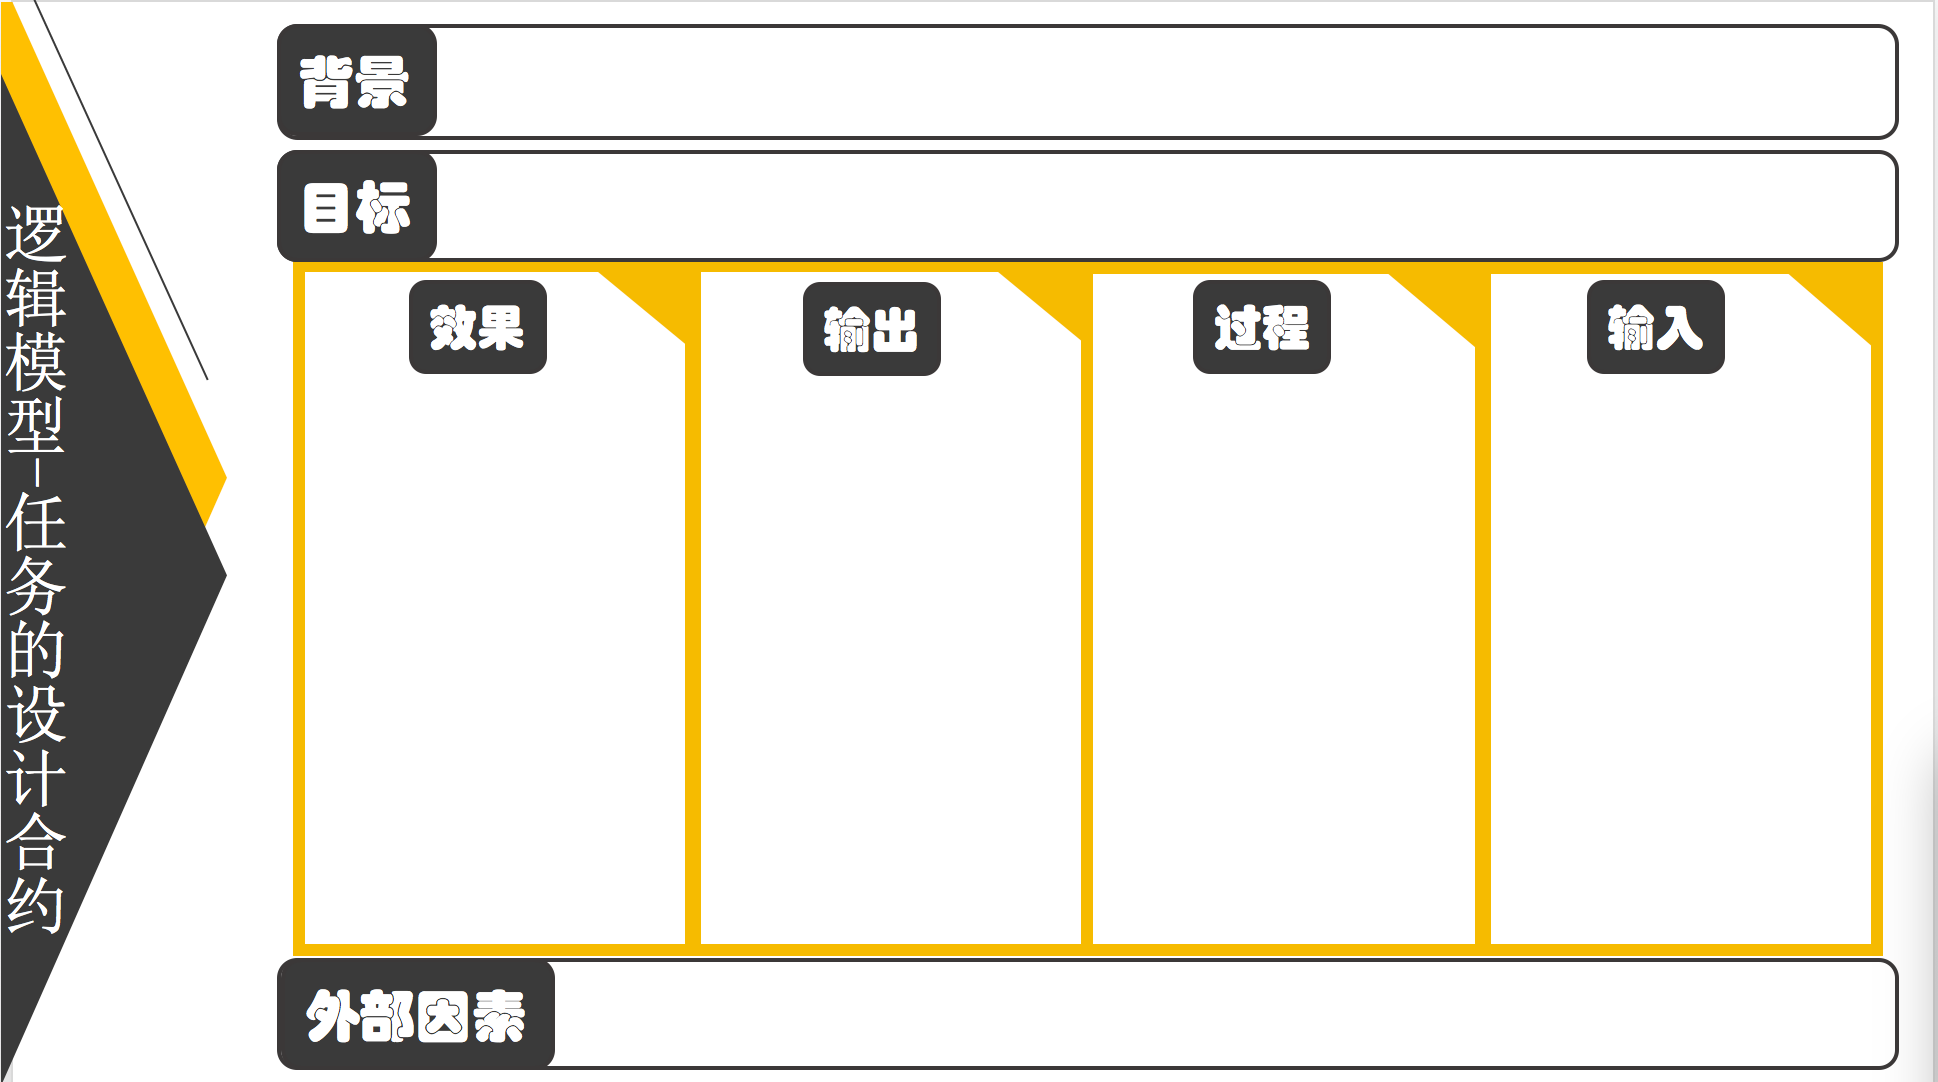 逻辑模型—任务的设计合约
背景
目标
效果
输出
过程
输入
外部因素